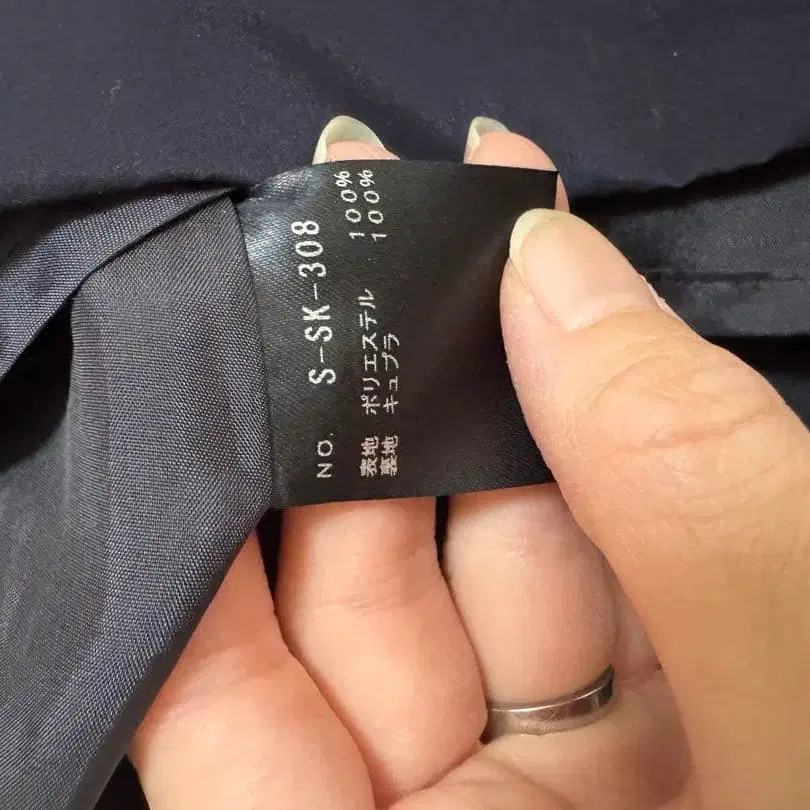 NO. S-SK-308
表地 ポリエステル 100%
裏地 キュプラ 100%